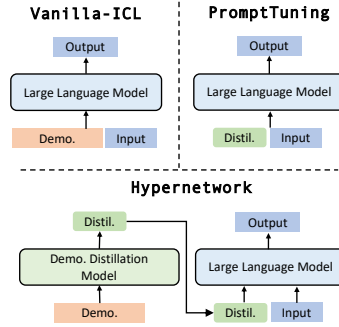 Vanilla-ICL
Output
Large Language Model
Demo.
Input
PromptTuning
Output
Large Language Model
Distil.
Input
Hypernetwork
Distil.
Demo. Distillation
Model
Demo.
Output
Large Language Model
Distil.
Input